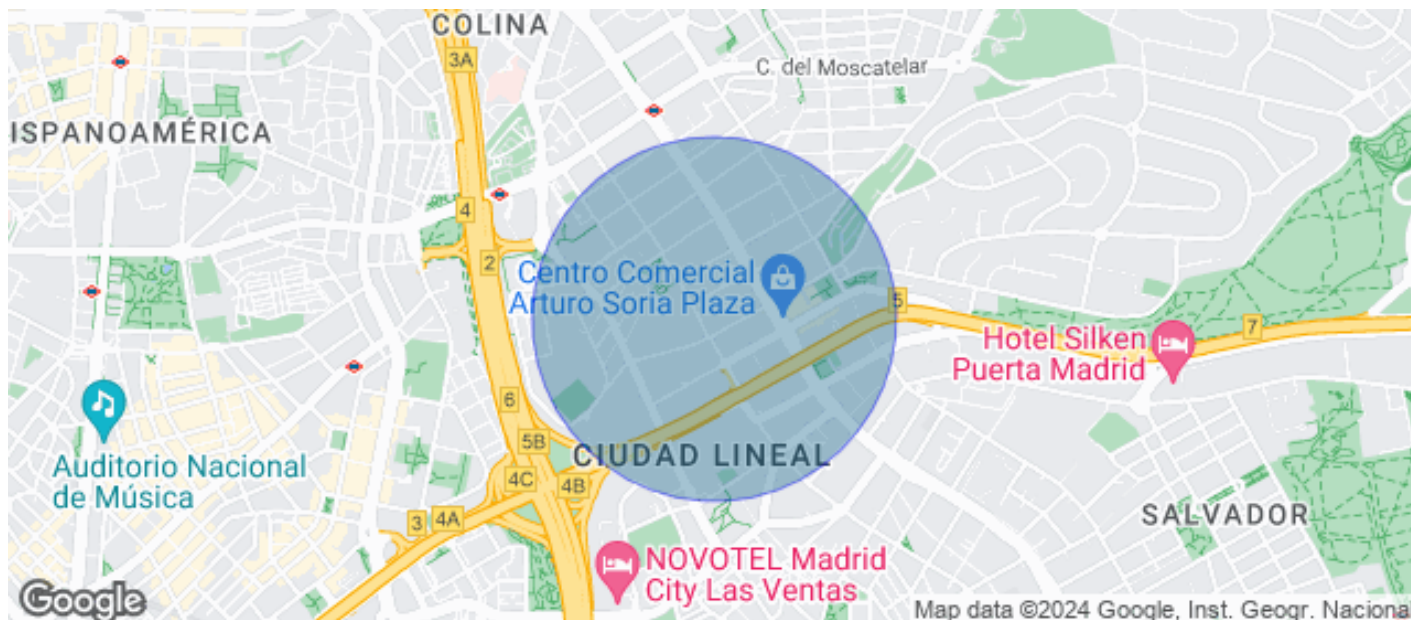 COLINA
3A
C. del Moscatelar
ISPANOAMÉRICA
4
2
Centro Comercial
Arturo Soria Plaza
5
7
Hotel Silken
Puerta Madrid
6
5B
CIUDAD LINEAL
4C
4B
Auditorio Nacional
de Música
3
4A
SALVADOR
NOVOTEL Madrid
City Las Ventas
Google
Map data ©2024 Google, Inst. Geogr. Naciona